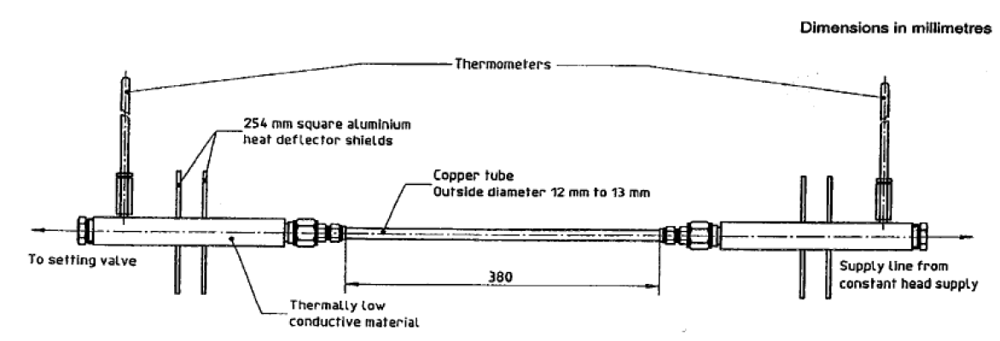 Dimensions in millimetres
Thermometers
254 mm square aluminium
heat deflector shields
Copper tube
Outside diameter 12 mm to 13 mm
To setting valve
380
Supply line from
constant head supply
Thermally low
conductive material